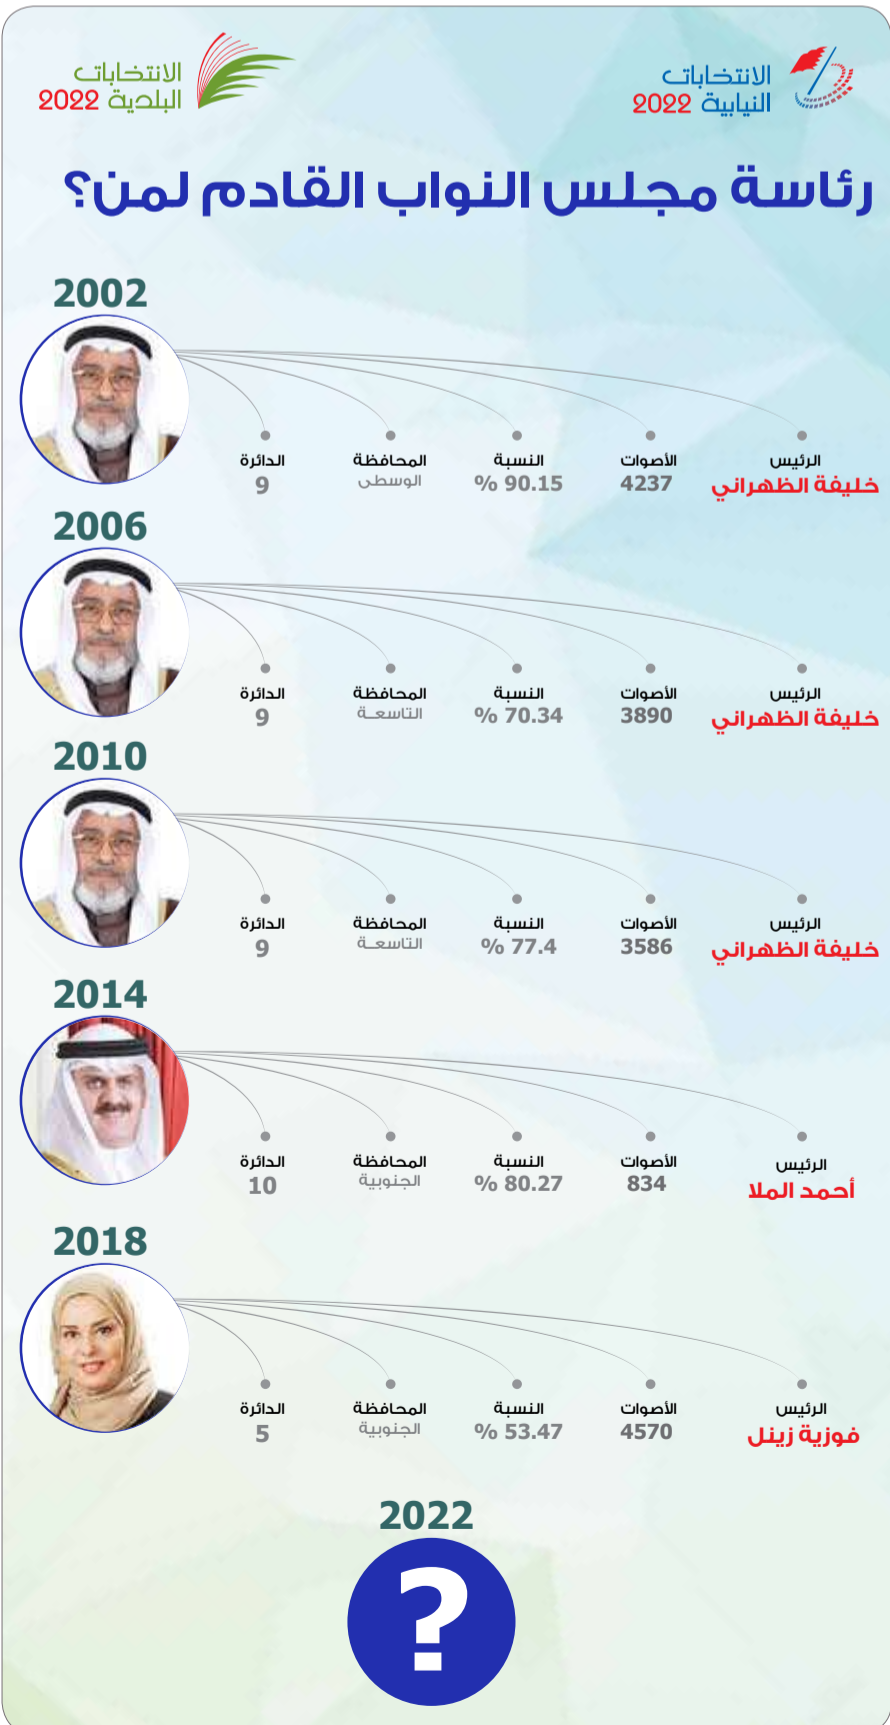 الانتخابات
النيابية 2022
الانتخابات
البلدية 2022
رئاسة مجلس النواب القادم لمن؟
2002
الرئيس
خليفة الظهراني
الأصوات
4237
النسبة
90.15 %
المحافظة
الوسطى
الدائرة
9
2006
الرئيس
خليفة الظهراني
الأصوات
3890
النسبة
70.34 %
المحافظة
التاسعــة
الدائرة
9
2010
الرئيس
خليفة الظهراني
الأصوات
3586
النسبة
77.4 %
المحافظة
التاسعــة
الدائرة
9
2014
الرئيس
أحمد الملا
الأصوات
834
النسبة
80.27 %
المحافظة
الجنوبية
الدائرة
10
2018
الرئيس
فوزية زينل
الأصوات
4570
النسبة
53.47 %
المحافظة
الجنوبية
الدائرة
5
2022
?